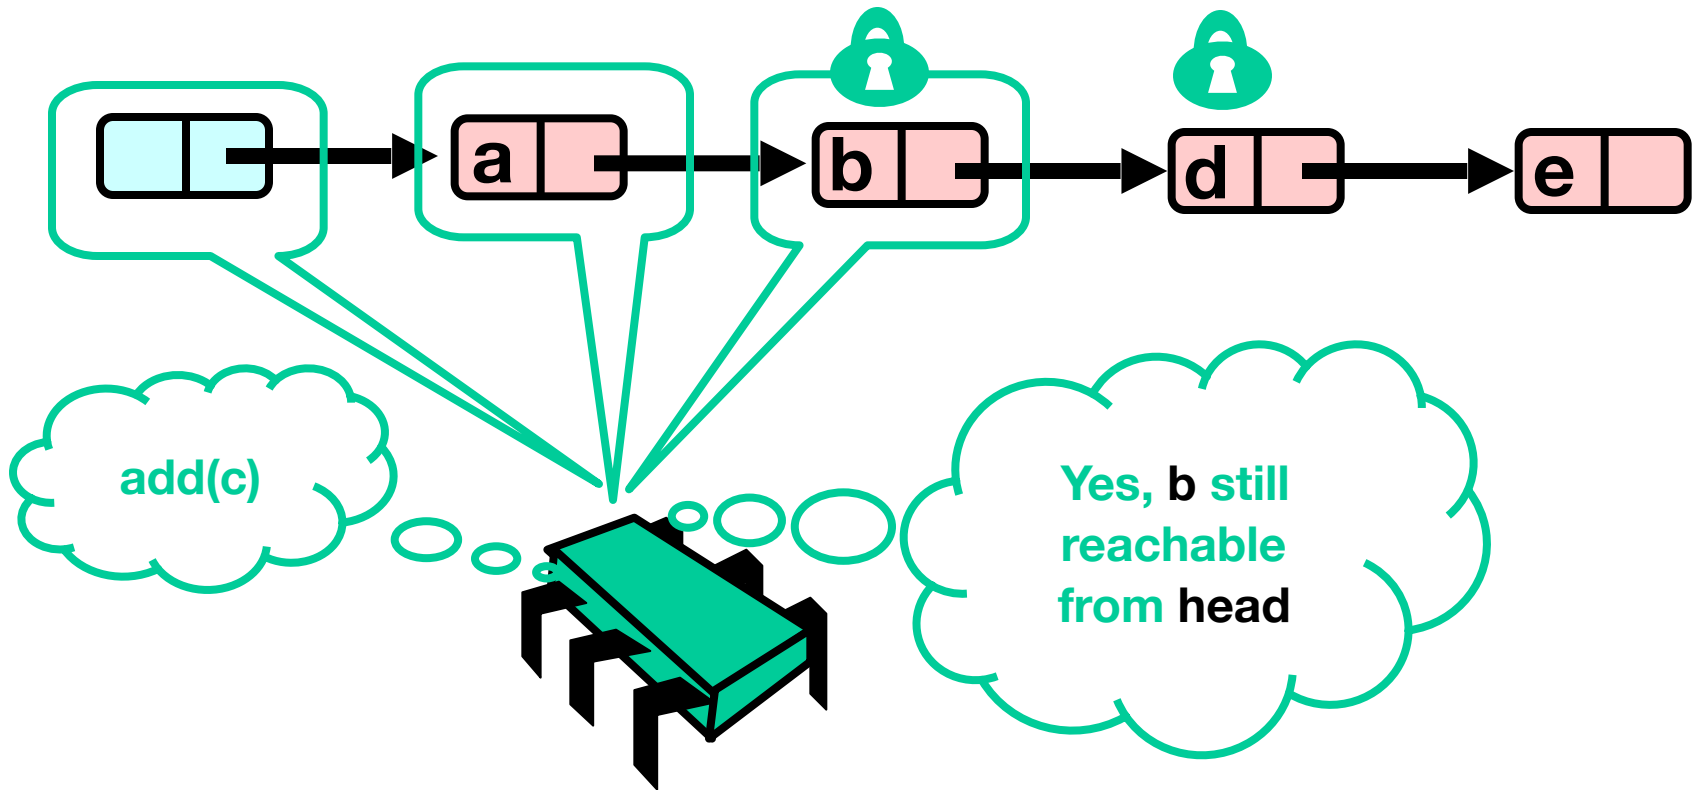 a
b
d
e
add(c)
Yes, b still
reachable
from head